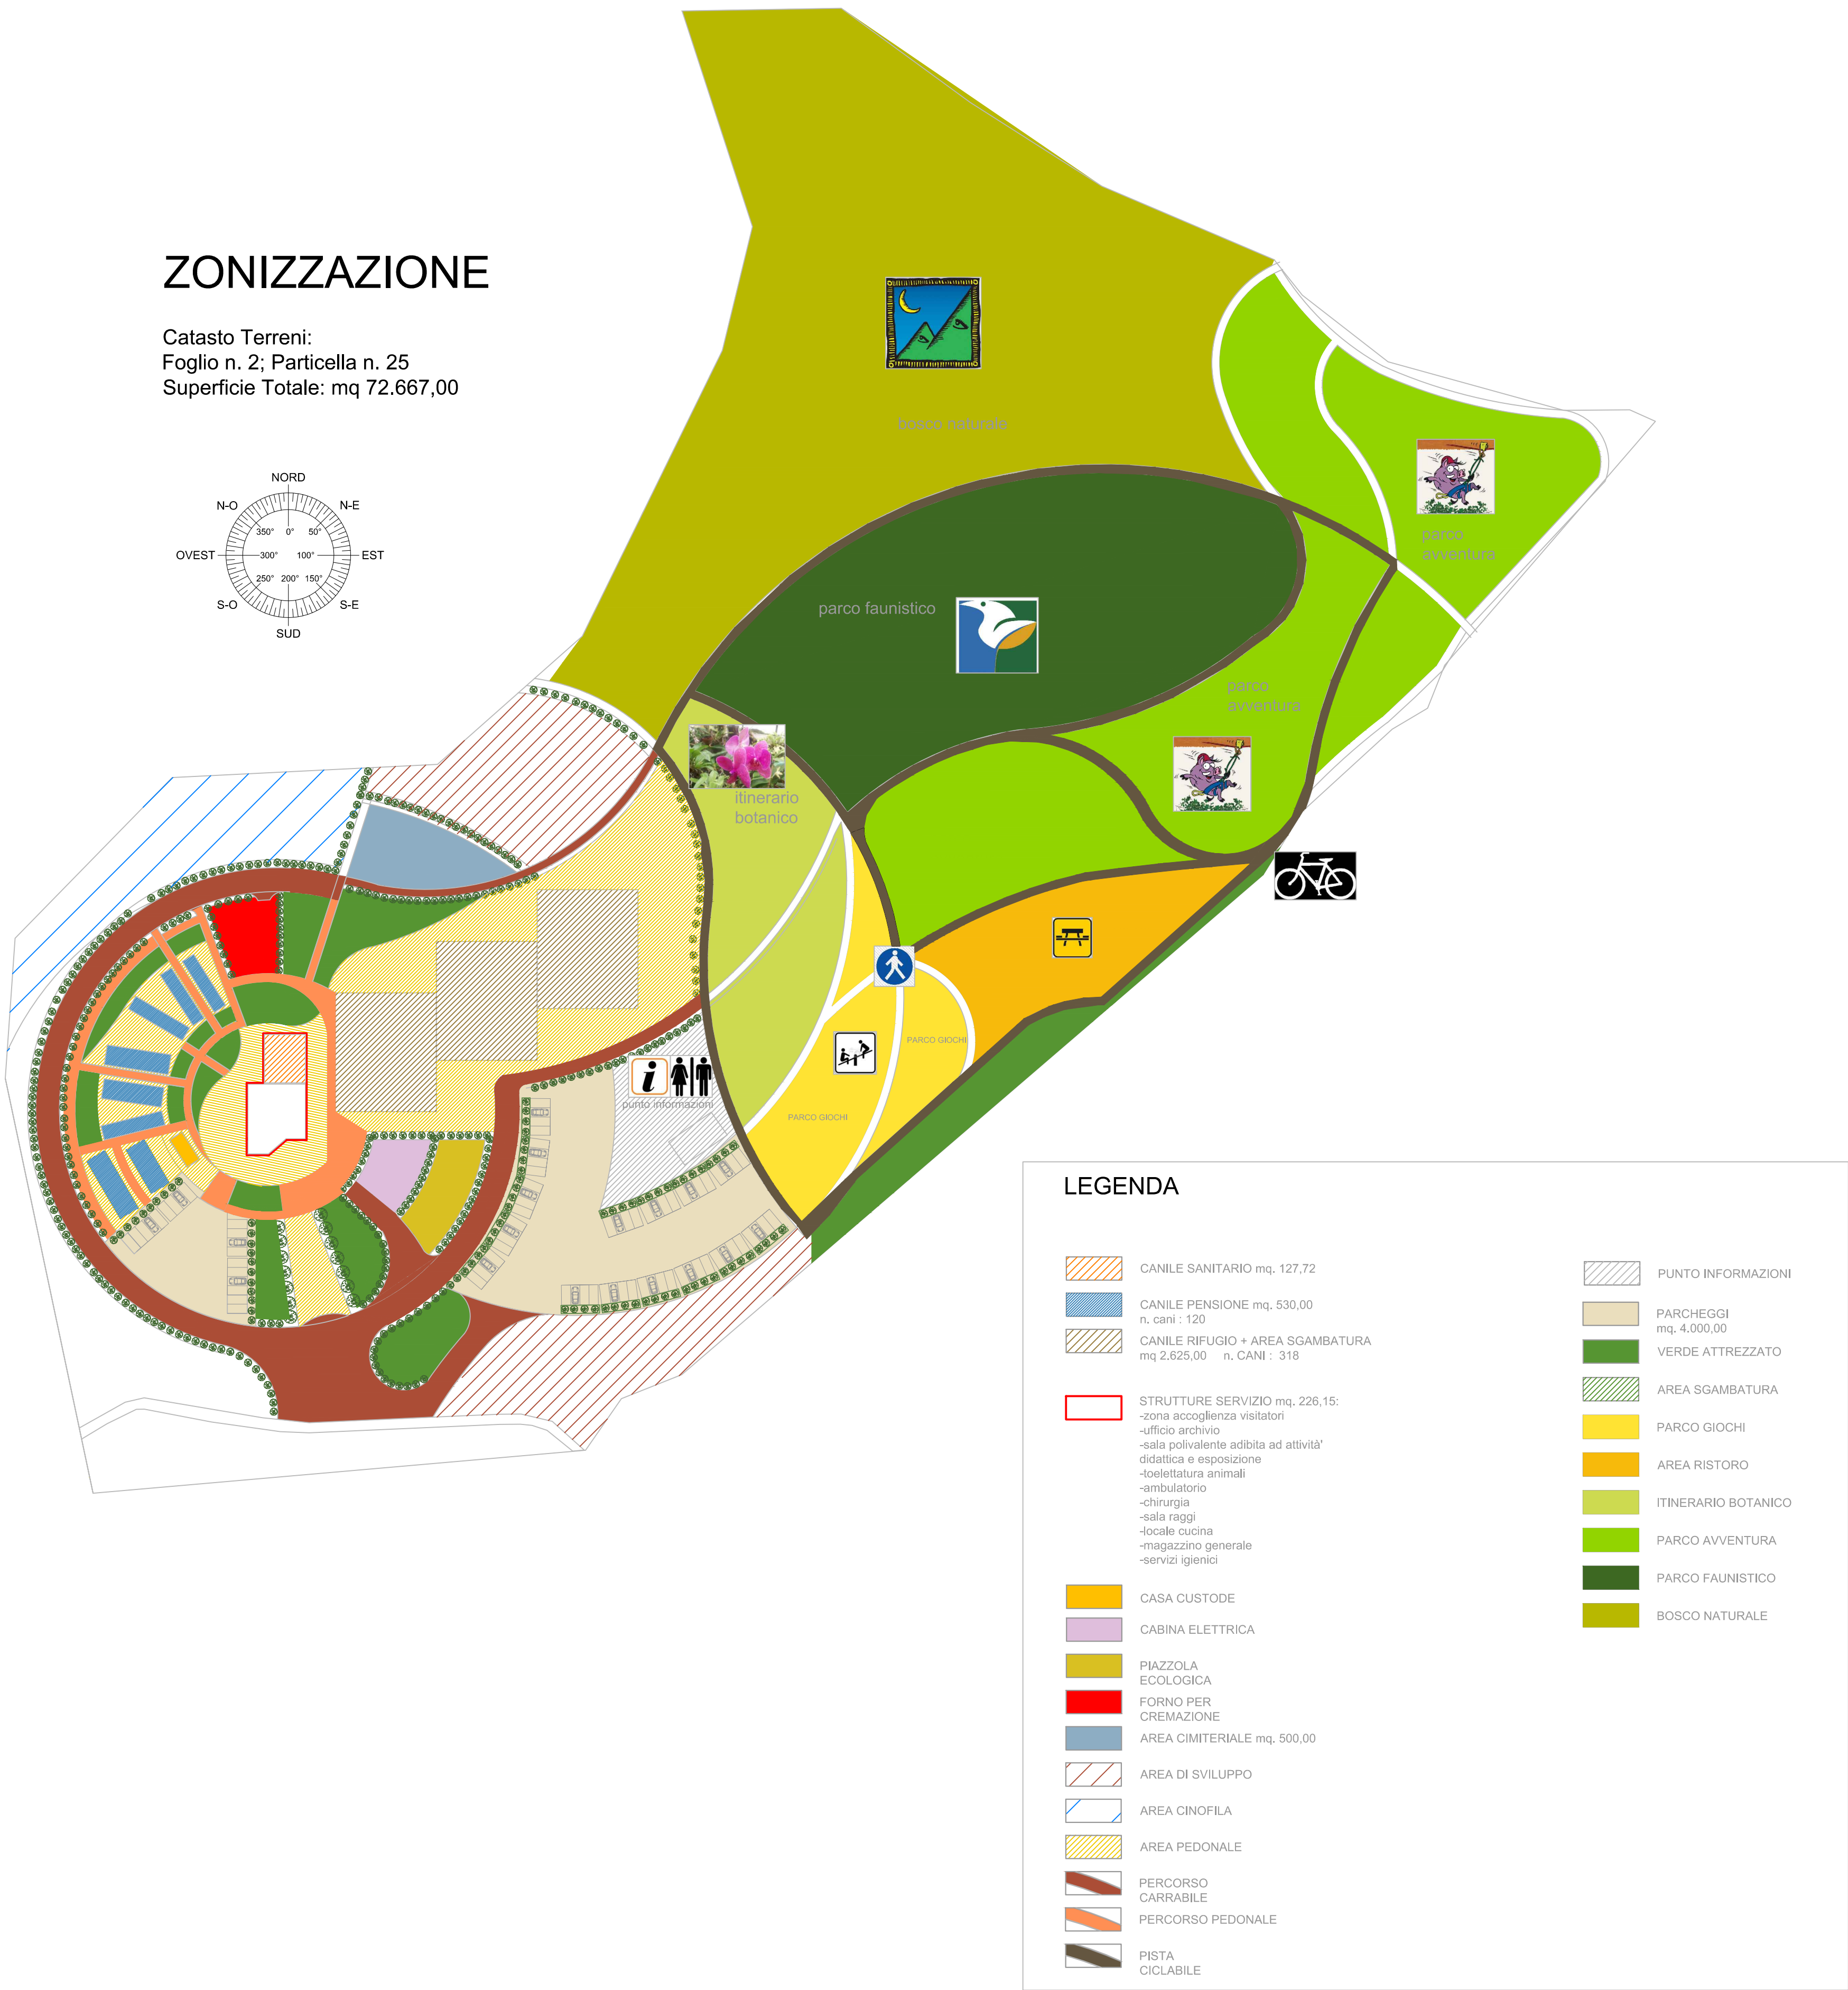 ZONIZZAZIONE
Catasto Terreni:
Foglio n. 2; Particella n. 25
Superficie Totale: mq 72.667,00
NORD
N-O
N-E
350°
0°
50°
OVEST
300°
100°
EST
250°
200°
150°
S-O
S-E
SUD
bosco naturale
parco
avventura
parco faunistico
parco
avventura
itinerario
botanico
PARCO GIOCHI
i
punto informazioni
PARCO GIOCHI
LEGENDA
CANILE SANITARIO mq. 127,72
CANILE PENSIONE mq. 530,00
n. cani : 120
CANILE RIFUGIO + AREA SGAMBATURA
mq 2.625,00 n. CANI : 318
STRUTTURE SERVIZIO mq. 226,15:
-zona accoglienza visitatori
-ufficio archivio
-sala polivalente adibita ad attività'
didattica e esposizione
-toelettatura animali
-ambulatorio
-chirurgia
-sala raggi
-locale cucina
-magazzino generale
-servizi igienici
CASA CUSTODE
CABINA ELETTRICA
PIAZZOLA
ECOLOGICA
FORNO PER
CREMAZIONE
AREA CIMITERIALE mq. 500,00
AREA DI SVILUPPO
AREA CINOFILA
AREA PEDONALE
PERCORSO
CARRABILE
PERCORSO PEDONALE
PISTA
CICLABILE
PUNTO INFORMAZIONI
PARCHEGGI
mq. 4.000,00
VERDE ATTREZZATO
AREA SGAMBATURA
PARCO GIOCHI
AREA RISTORO
ITINERARIO BOTANICO
PARCO AVVENTURA
PARCO FAUNISTICO
BOSCO NATURALE